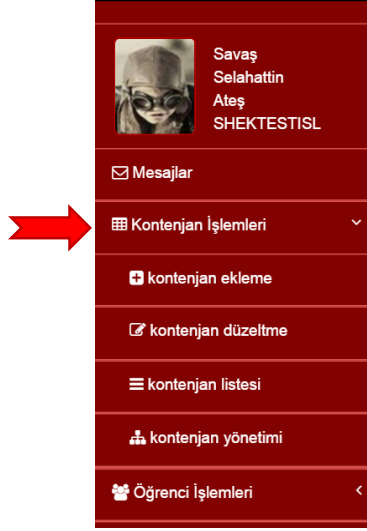 Savaş
Selahattin
Ateş
SHEKTESTISL
Mesajlar
Kontenjan İşlemleri
kontenjan ekleme
kontenjan düzeltme
kontenjan listesi
kontenjan yönetimi
Öğrenci İşlemleri